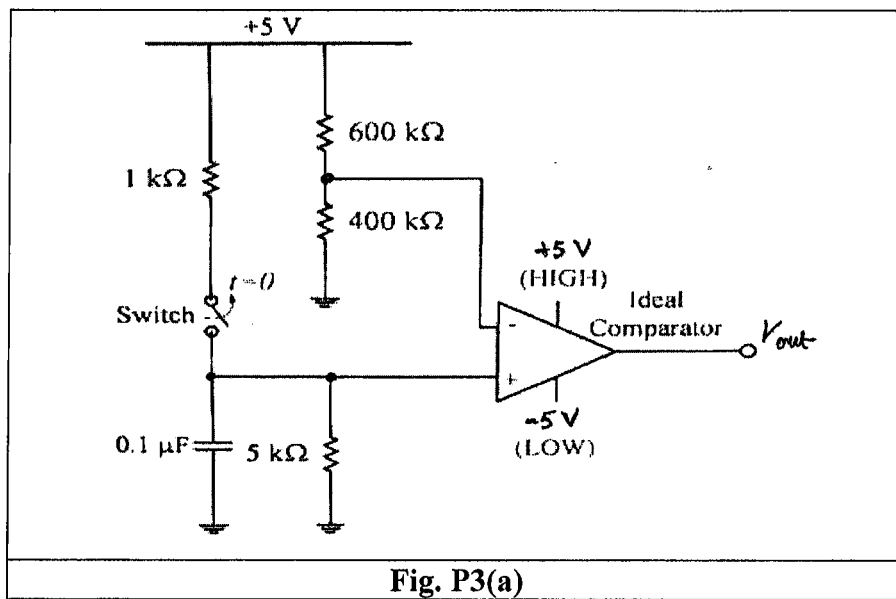 +5 V
600 kΩ
1 kΩ
400 kΩ
t=0
Switch
+5 V
(HIGH)
Ideal
Comparator
-
+
Vout
-5 V
(LOW)
0.1 µF
5 kΩ
Fig. P3(a)